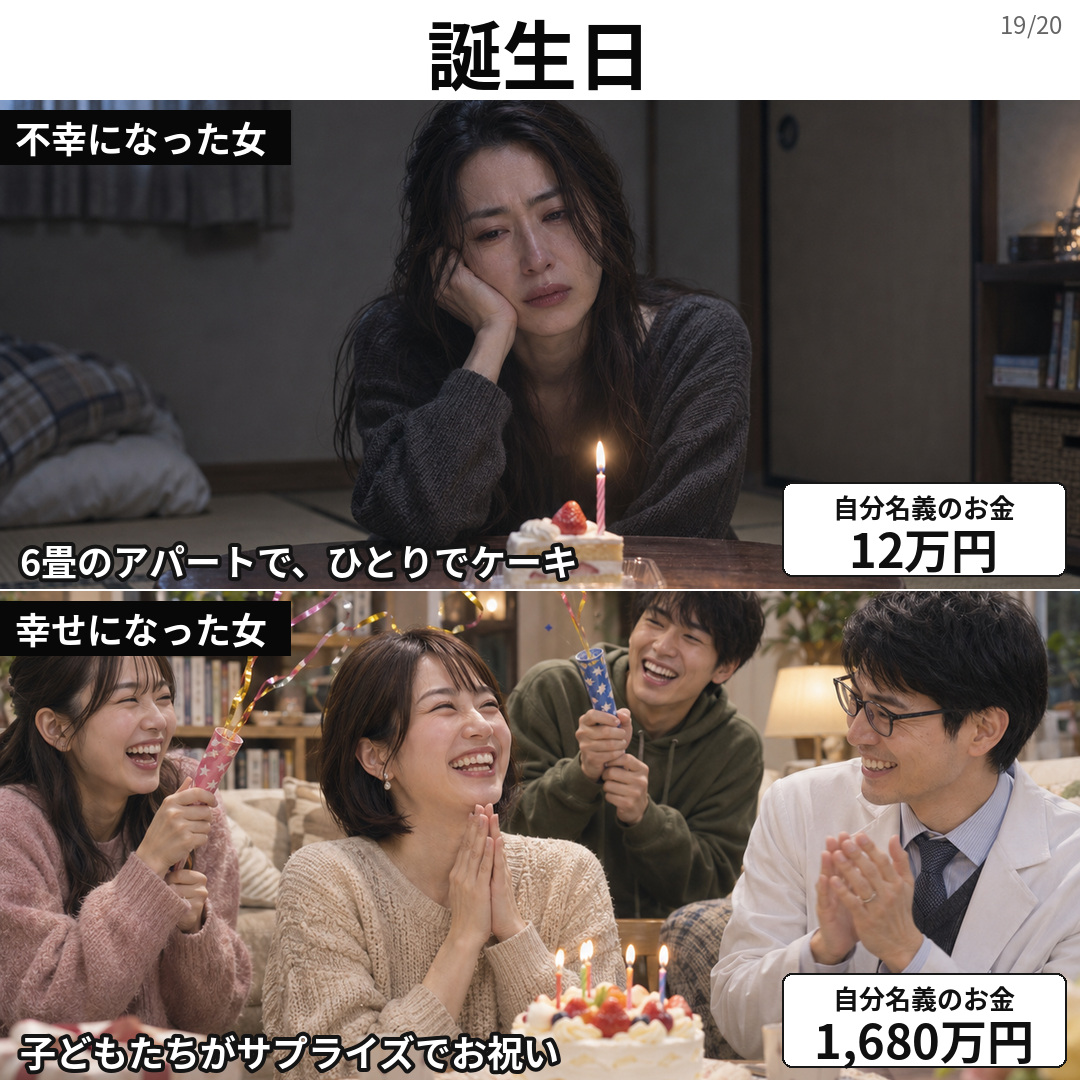 誕生日
19/20
不幸になった女
6畳のアパートで、ひとりでケーキ
自分名義のお金
12万円
幸せになった女
子どもたちがサプライズでお祝い
自分名義のお金
1,680万円